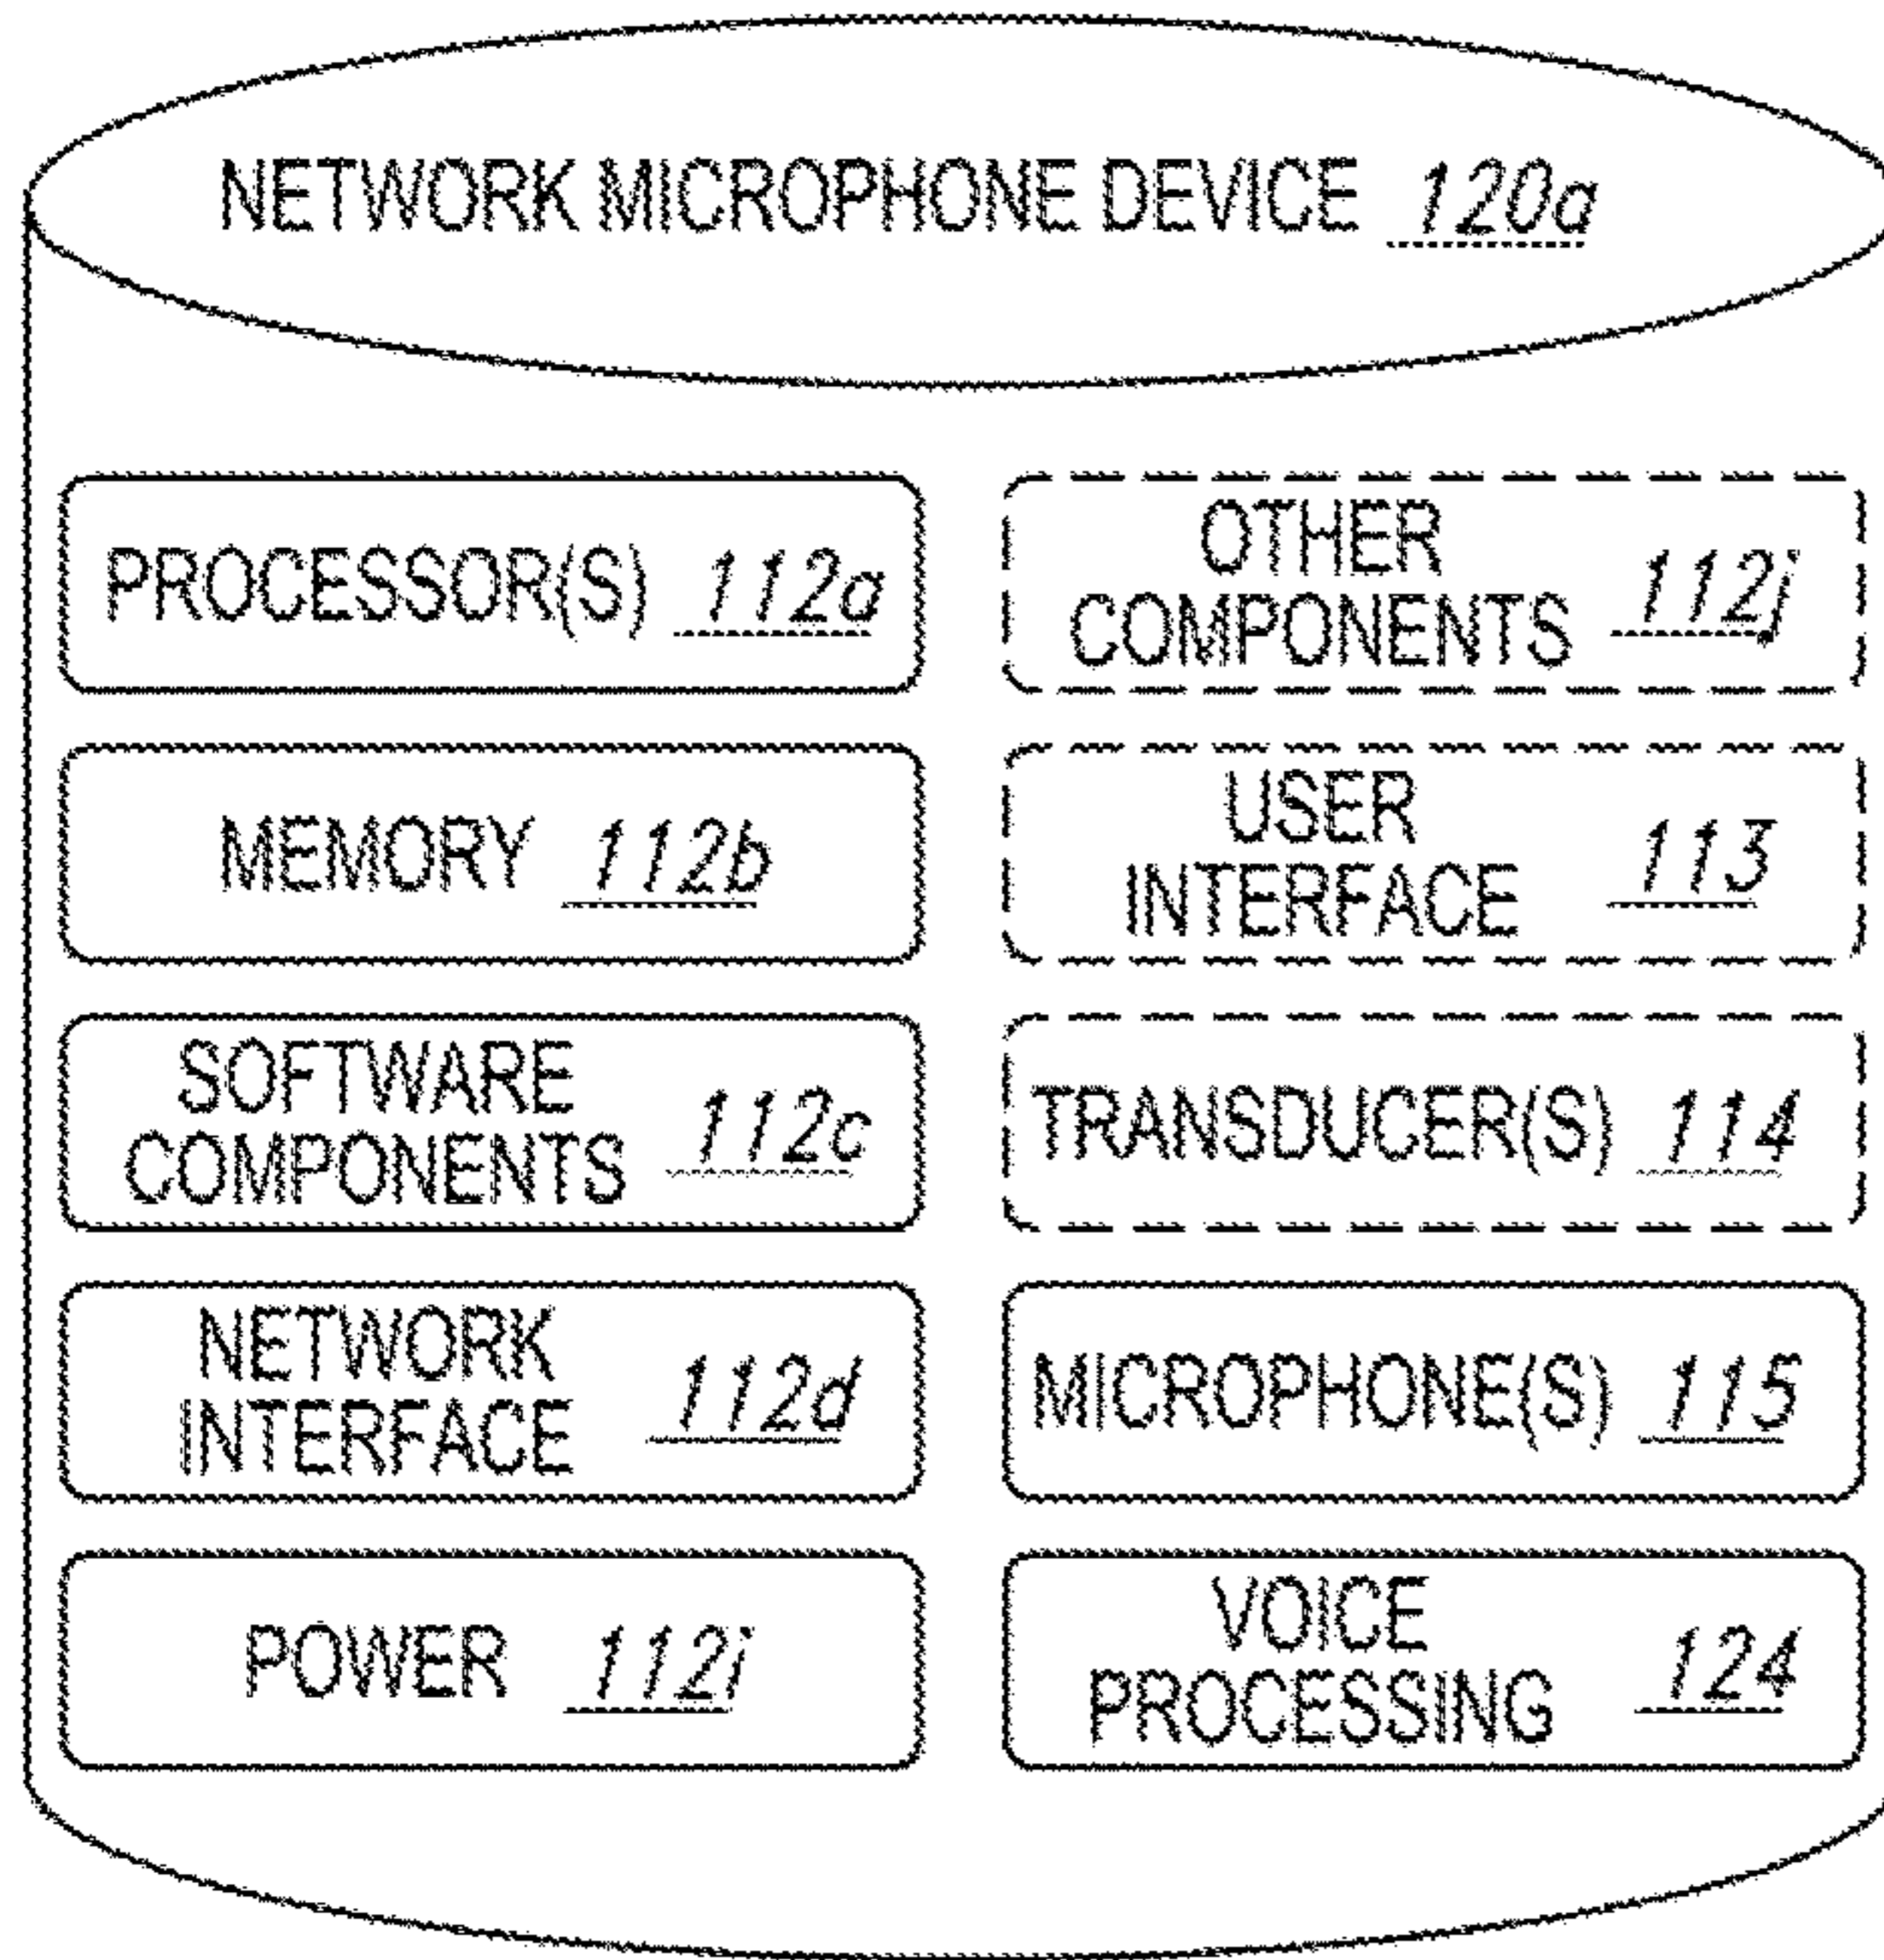 NETWORK MICROPHONE DEVICE 120a
PROCESSOR(S) 112a
MEMORY 112b
SOFTWARE
COMPONENTS 112c
NETWORK
INTERFACE 112d
POWER 112i
OTHER
COMPONENTS 112j
USER
INTERFACE 113
TRANSDUCER(S) 114
MICROPHONE(S) 115
VOICE
PROCESSING 124